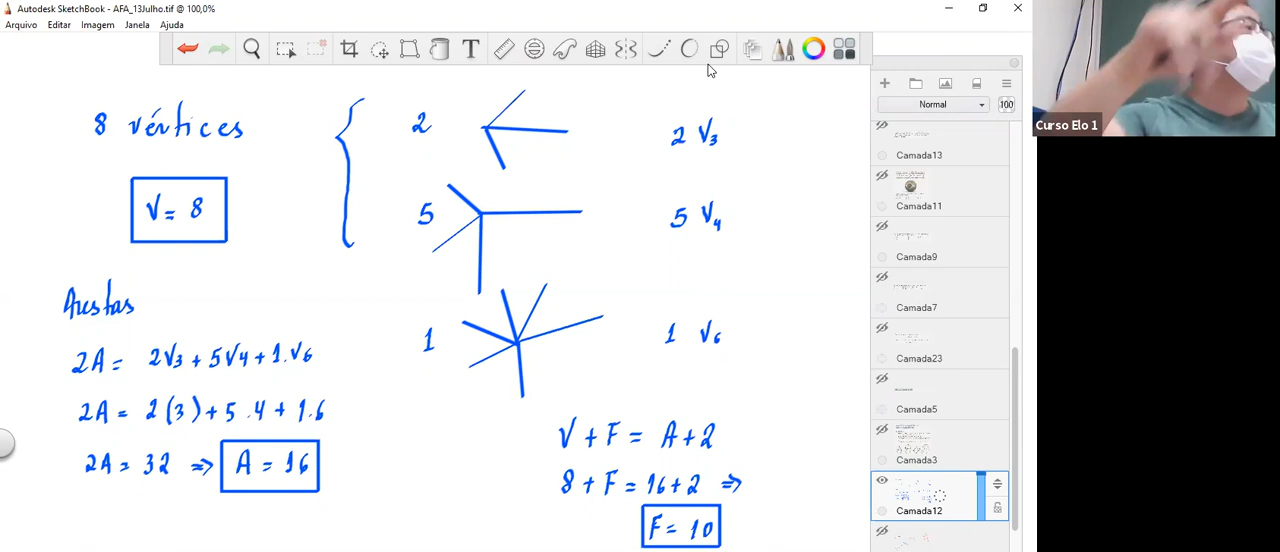 Autodesk SketchBook - AFA_13Julho.tif @ 100,0%
Arquivo Editar Imagem Janela Ajuda
T
Normal 100
Curso Elo 1
Camada13
Camada11
Camada9
Camada7
Camada23
Camada5
Camada3
Camada12
8 vértices
V = 8
2 2 V3
5 5 V4
1 1 V6
Arestas
2A = 2V3 + 5V4 + 1.V6
2A = 2(3) + 5.4 + 1.6
2A = 32 => A = 16
V + F = A + 2
8 + F = 16 + 2 =>
F = 10